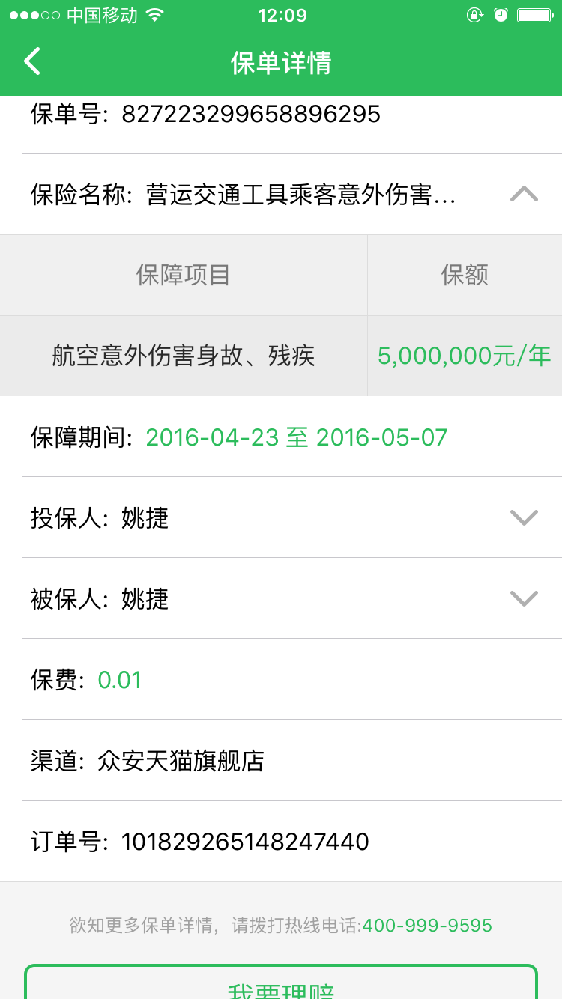 中国移动 12:09
保单详情
保单号: 827223299658896295
保险名称: 营运交通工具乘客意外伤害...
保障项目 保额
航空意外伤害身故、残疾 5,000,000元/年
保障期间: 2016-04-23 至 2016-05-07
投保人: 姚捷
被保人: 姚捷
保费: 0.01
渠道: 众安天猫旗舰店
订单号: 101829265148247440
欲知更多保单详情，请拨打热线电话:400-999-9595
我要理赔